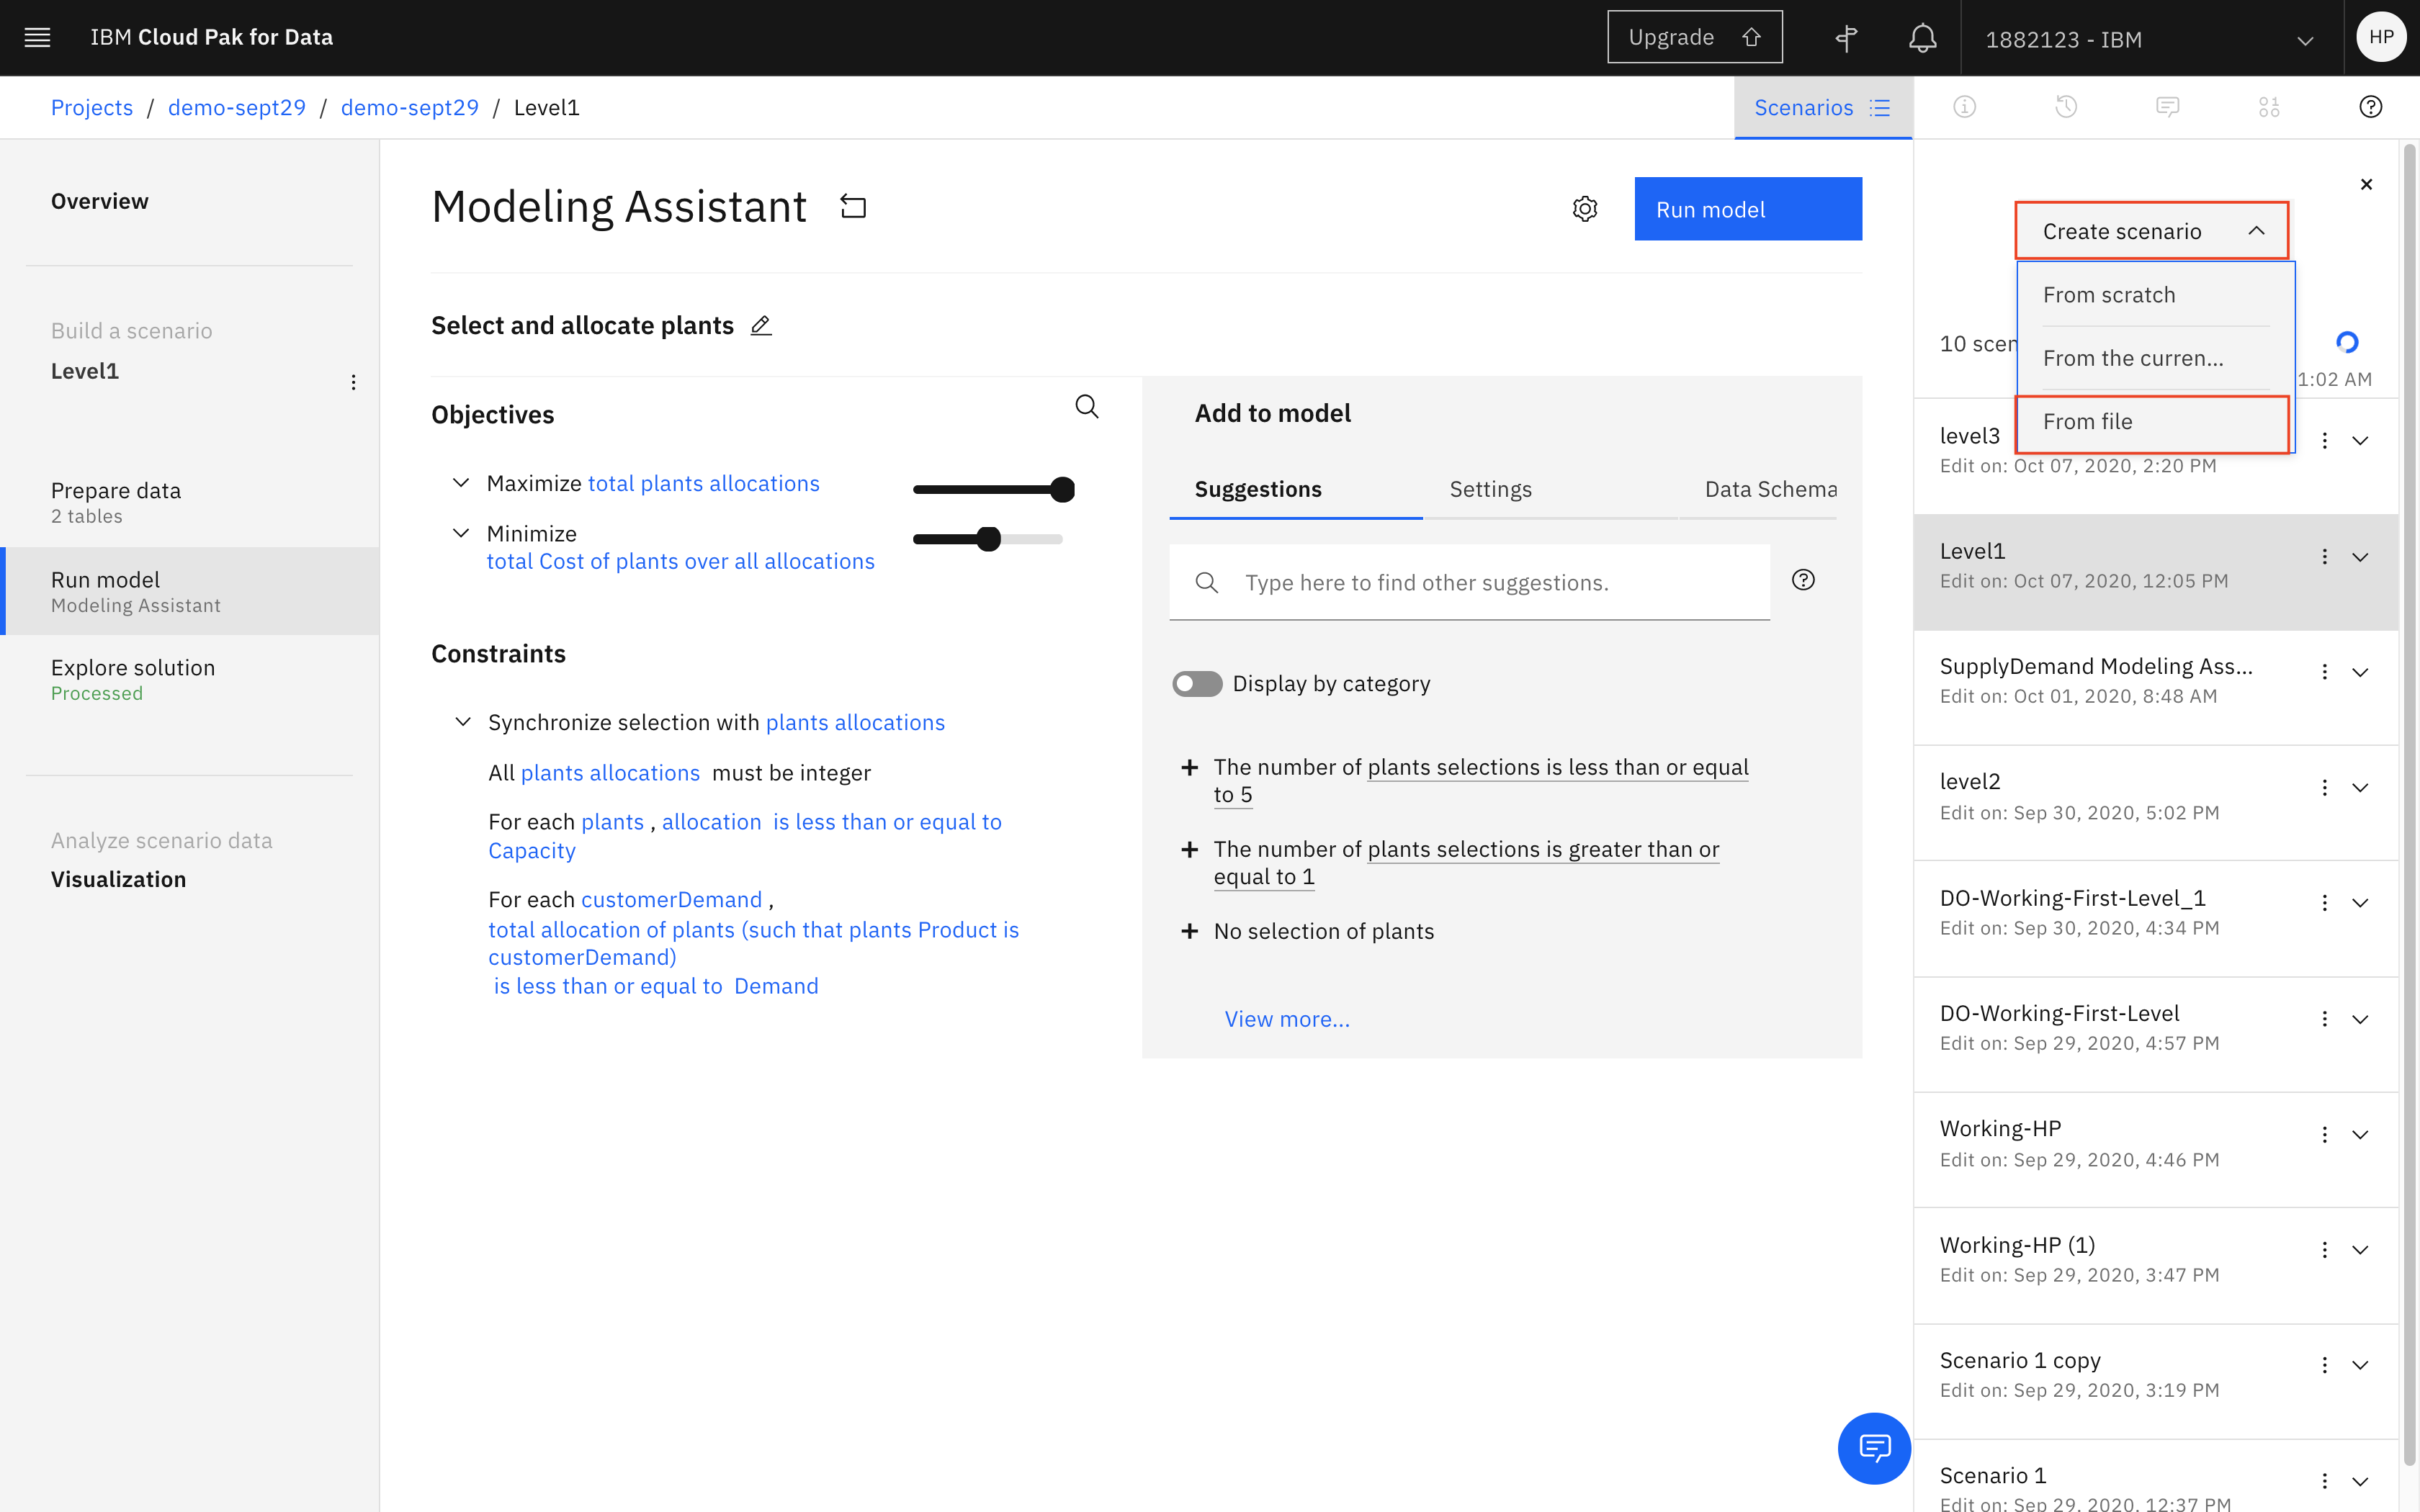 IBM Cloud Pak for Data
Upgrade
1882123 - IBM
HP
Projects / demo-sept29 / demo-sept29 / Level1
Scenarios
Overview
Build a scenario
Level1
Prepare data
2 tables
Run model
Modeling Assistant
Explore solution
Processed
Analyze scenario data
Visualization
Modeling Assistant
Run model
Select and allocate plants
Objectives
Maximize total plants allocations
Minimize
total Cost of plants over all allocations
Constraints
Synchronize selection with plants allocations
All plants allocations must be integer
For each plants , allocation is less than or equal to
Capacity
For each customerDemand ,
total allocation of plants (such that plants Product is
customerDemand)
is less than or equal to Demand
Add to model
Suggestions
Settings
Data Schema
Type here to find other suggestions.
Display by category
The number of plants selections is less than or equal
to 5
The number of plants selections is greater than or
equal to 1
No selection of plants
View more...
Create scenario
From scratch
From the curren...
From file
10 scen
1:02 AM
level3
Edit on: Oct 07, 2020, 2:20 PM
Level1
Edit on: Oct 07, 2020, 12:05 PM
SupplyDemand Modeling Ass...
Edit on: Oct 01, 2020, 8:48 AM
level2
Edit on: Sep 30, 2020, 5:02 PM
DO-Working-First-Level_1
Edit on: Sep 30, 2020, 4:34 PM
DO-Working-First-Level
Edit on: Sep 29, 2020, 4:57 PM
Working-HP
Edit on: Sep 29, 2020, 4:46 PM
Working-HP (1)
Edit on: Sep 29, 2020, 3:47 PM
Scenario 1 copy
Edit on: Sep 29, 2020, 3:19 PM
Scenario 1
Edit on: Sep 29, 2020, 12:37 PM